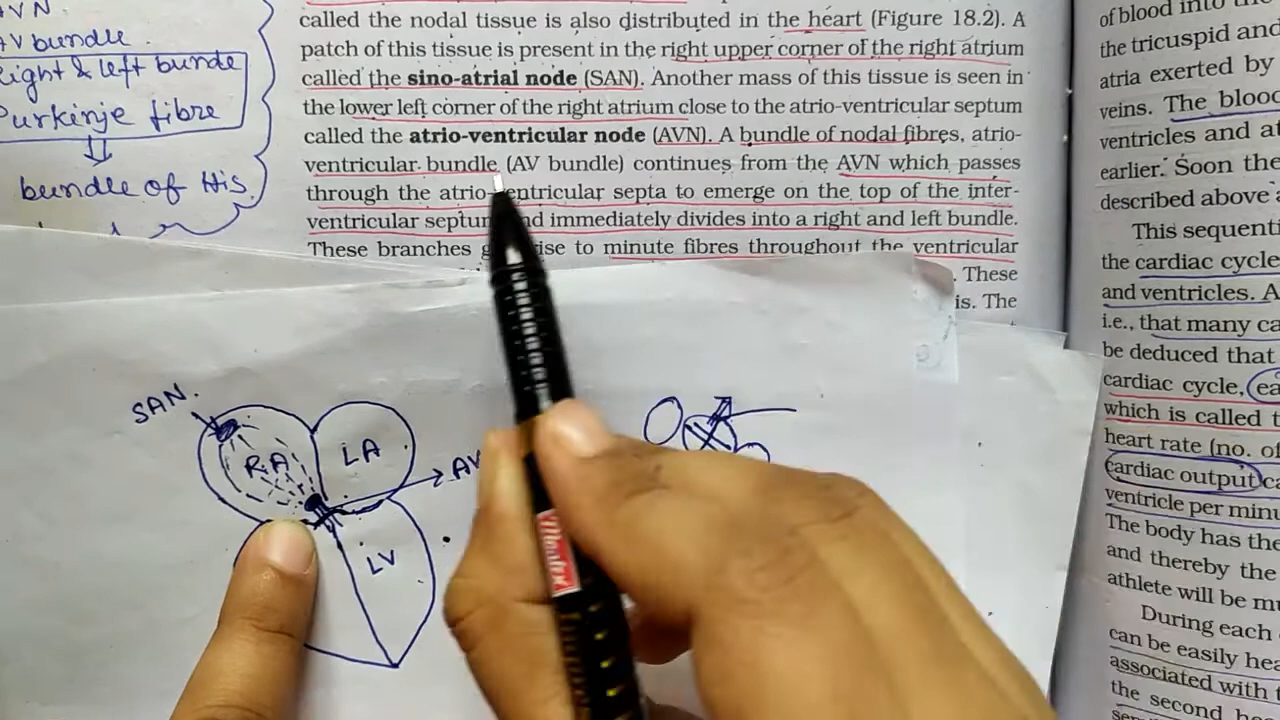 AVN.
AV bundle.
Right & left bunde
Purkinje fibre
bundle of His
called the nodal tissue is also distributed in the heart (Figure 18.2). A
patch of this tissue is present in the right upper corner of the right atrium
called the sino-atrial node (SAN). Another mass of this tissue is seen in
the lower left corner of the right atrium close to the atrio-ventricular septum
called the atrio-ventricular node (AVN). A bundle of nodal fibres, atrio-
ventricular bundle (AV bundle) continues from the AVN which passes
through the atrio-ventricular septa to emerge on the top of the inter-
ventricular septum and immediately divides into a right and left bundle.
These branches give rise to minute fibres throughout the ventricular
. These
is. The
SAN.
RA
LA
AV
LV
of blood into the
the tricuspid and
atria exerted by
veins. The blood
ventricles and a
earlier. Soon the
described above
This sequenti
the cardiac cycle
and ventricles. A
i.e., that many ca
be deduced that
cardiac cycle, (ea
which is called t
heart rate (no. of
cardiac output) ca
ventricle per minu
The body has the
and thereby the
athlete will be m
During each
can be easily hea
associated with t
the second he